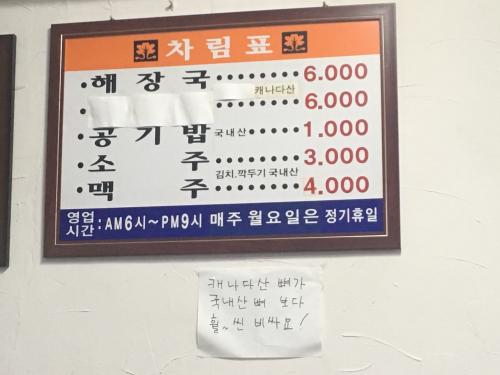 차림표
·해장국········6.000
캐나다산
········6.000
·공기밥 국내산 ······1.000
·소주········3.000
김치.깍두기 국내산
·맥주········4.000
영업시간 : AM6시~PM9시 매주 월요일은 정기휴일
캐나다산 뼈가
국내산 뼈 보다
훨~씬 비싸요!